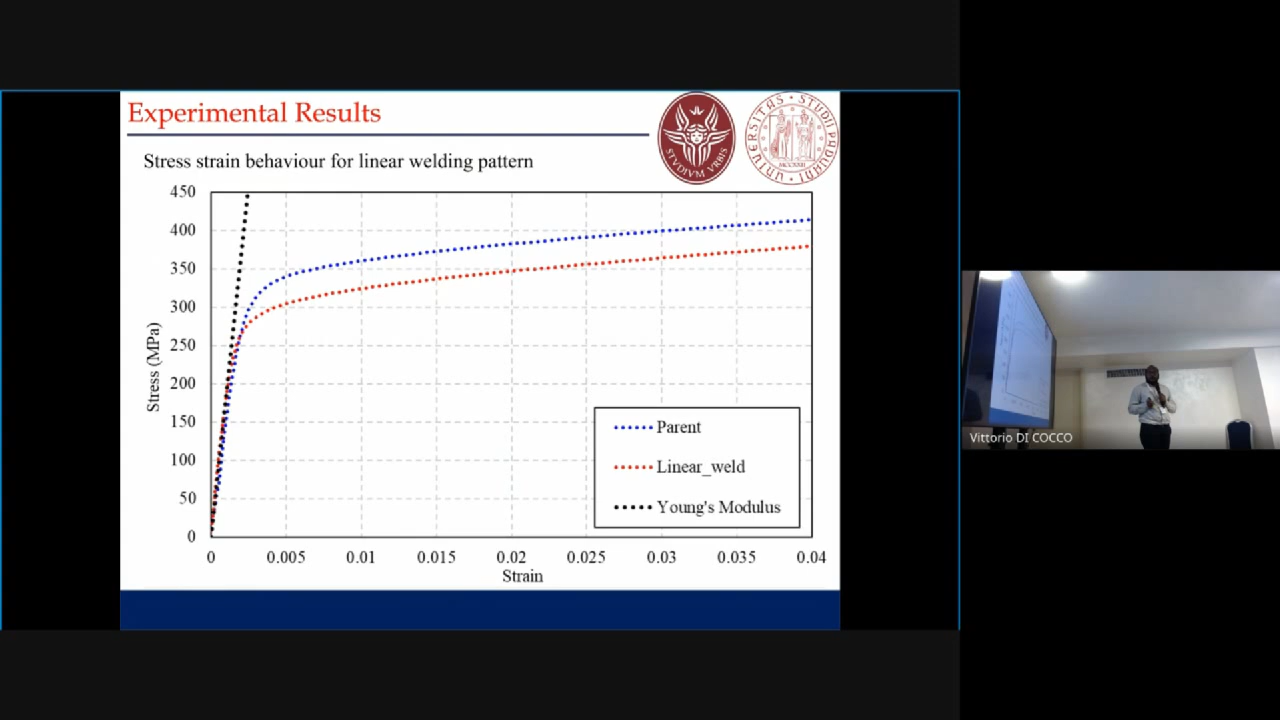 Experimental Results
STVDIVM VRBIS
Stress strain behaviour for linear welding pattern
450
400
350
300
250
200
150
100
50
0
Stress (MPa)
Parent
Linear_weld
Young's Modulus
0 0.005 0.01 0.015 0.02 0.025 0.03 0.035 0.04
Strain
Vittorio DI COCCO